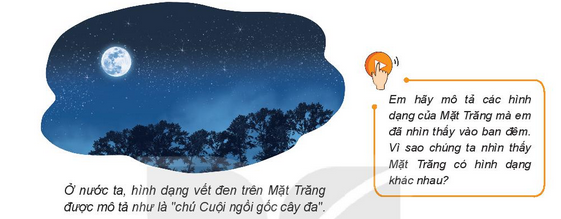 Em hãy mô tả các hình
dạng của Mặt Trăng mà em
đã nhìn thấy vào ban đêm.
Vì sao chúng ta nhìn thấy
Mặt Trăng có hình dạng
khác nhau?
Ở nước ta, hình dạng vết đen trên Mặt Trăng
được mô tả như là "chú Cuội ngồi gốc cây đa".